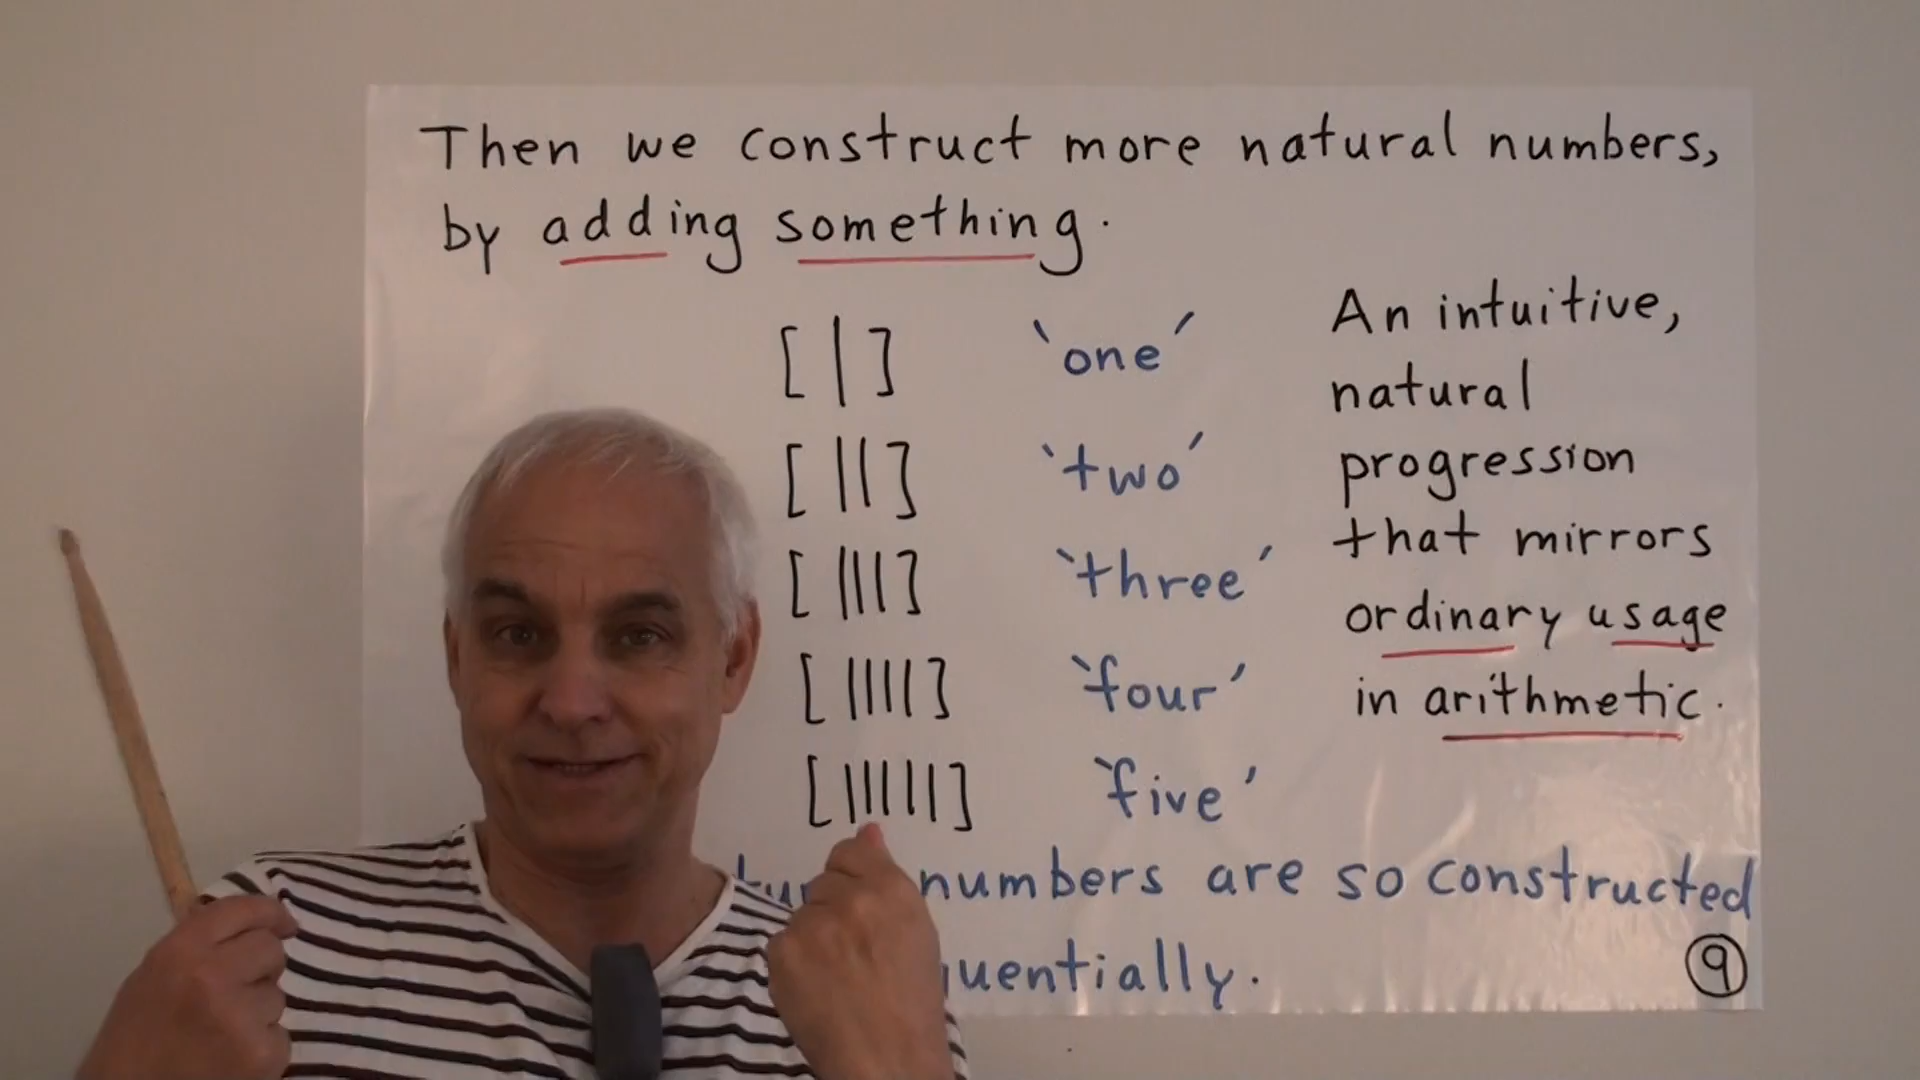 Then we construct more natural numbers,
by adding something.
[ | ] `one´
[ || ] `two´
[ ||| ] `three´
[ |||| ] `four´
[ ||||| ] `five´
An intuitive,
natural
progression
that mirrors
ordinary usage
in arithmetic.
numbers are so constructed
9